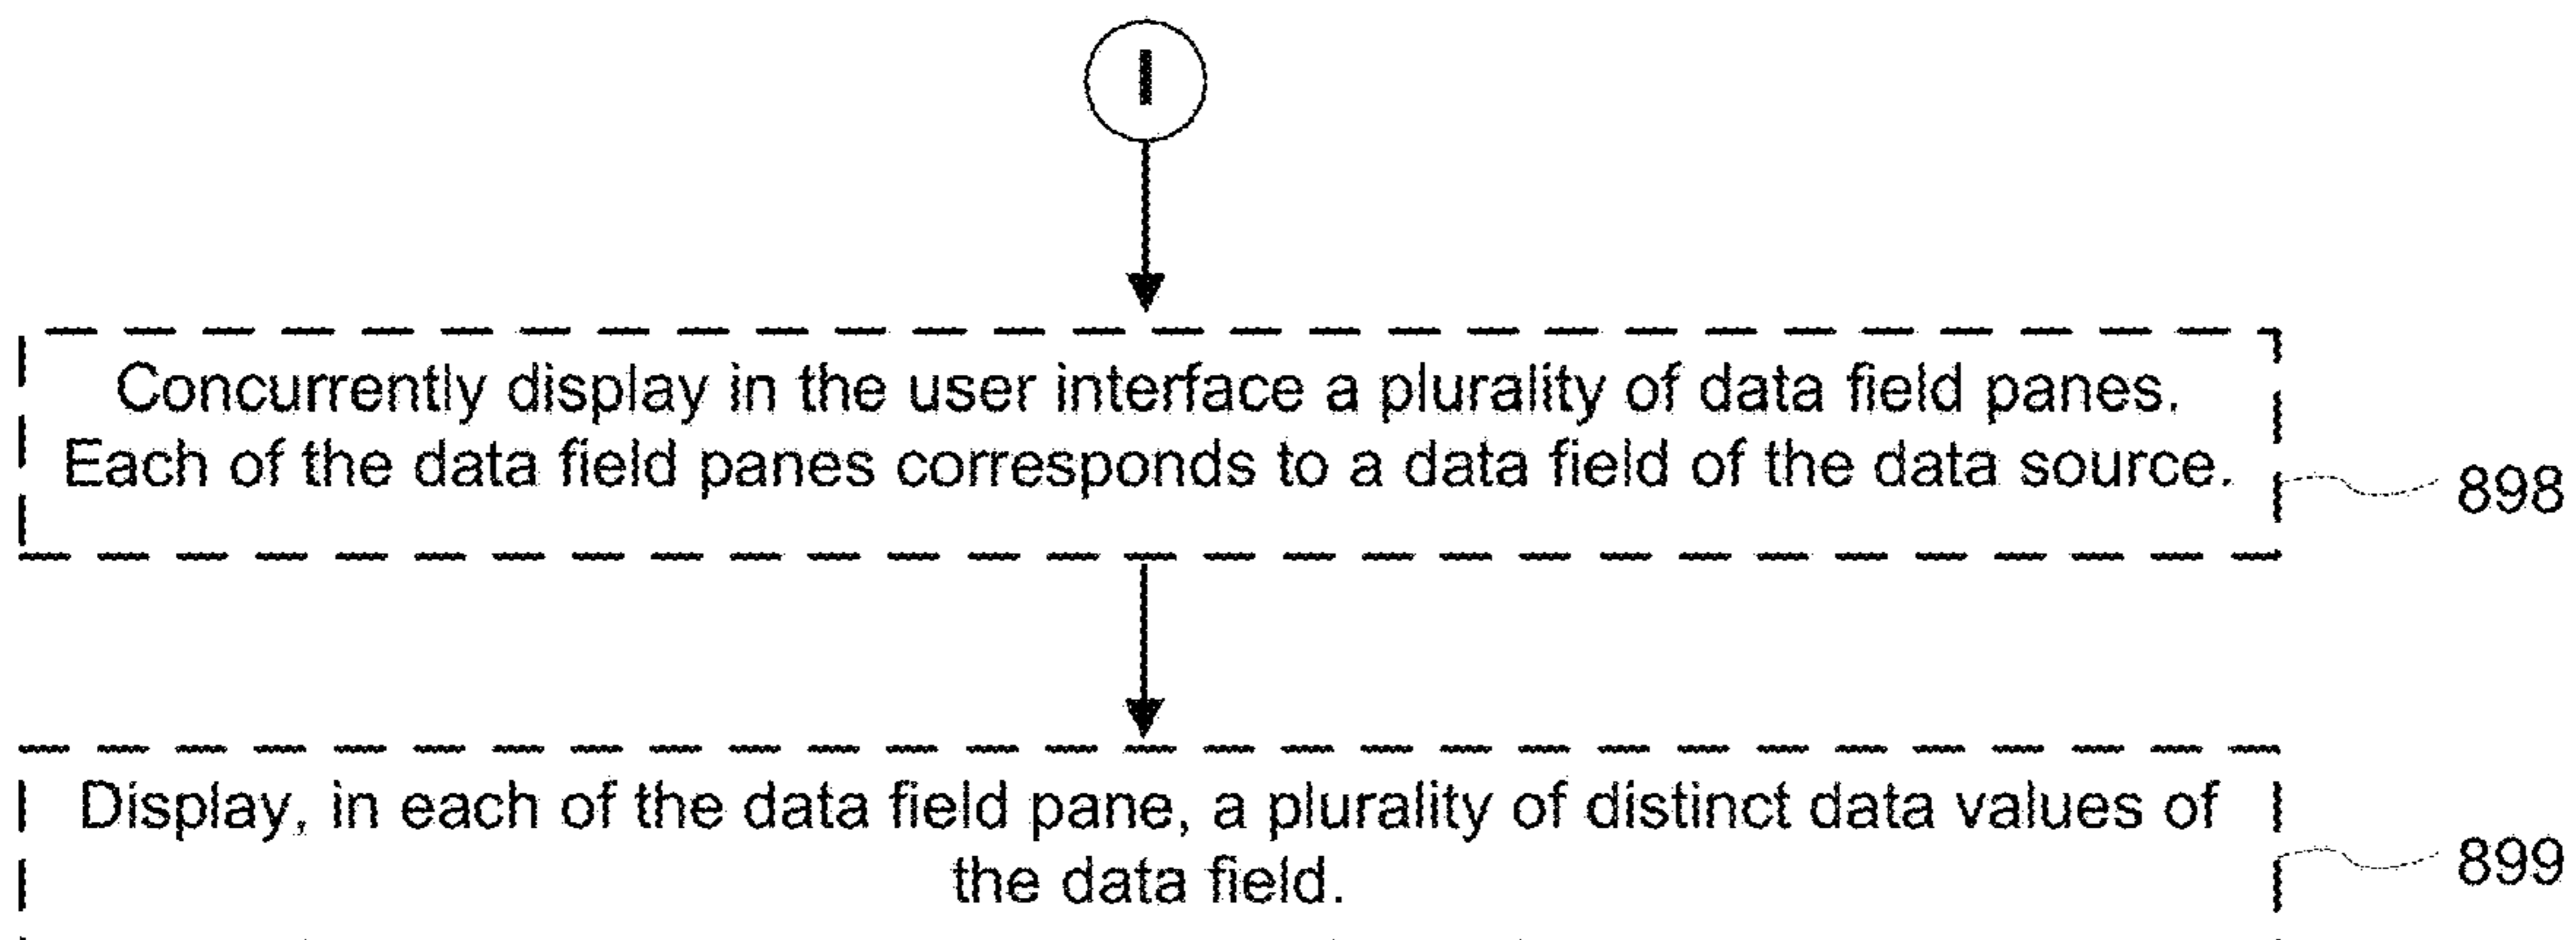 I
Concurrently display in the user interface a plurality of data field panes.
Each of the data field panes corresponds to a data field of the data source.
898
Display, in each of the data field pane, a plurality of distinct data values of
the data field.
899